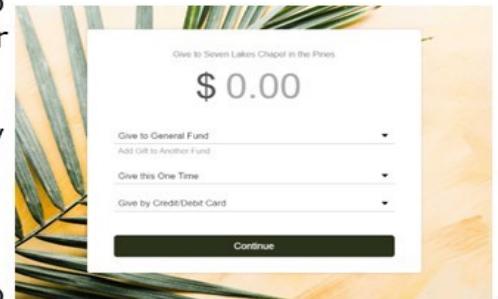 Give to Seven Lakes Chapel in the Pines
$ 0.00
Give to General Fund
Add Gift to Another Fund
Give this One Time
Give by Credit/Debit Card
Continue